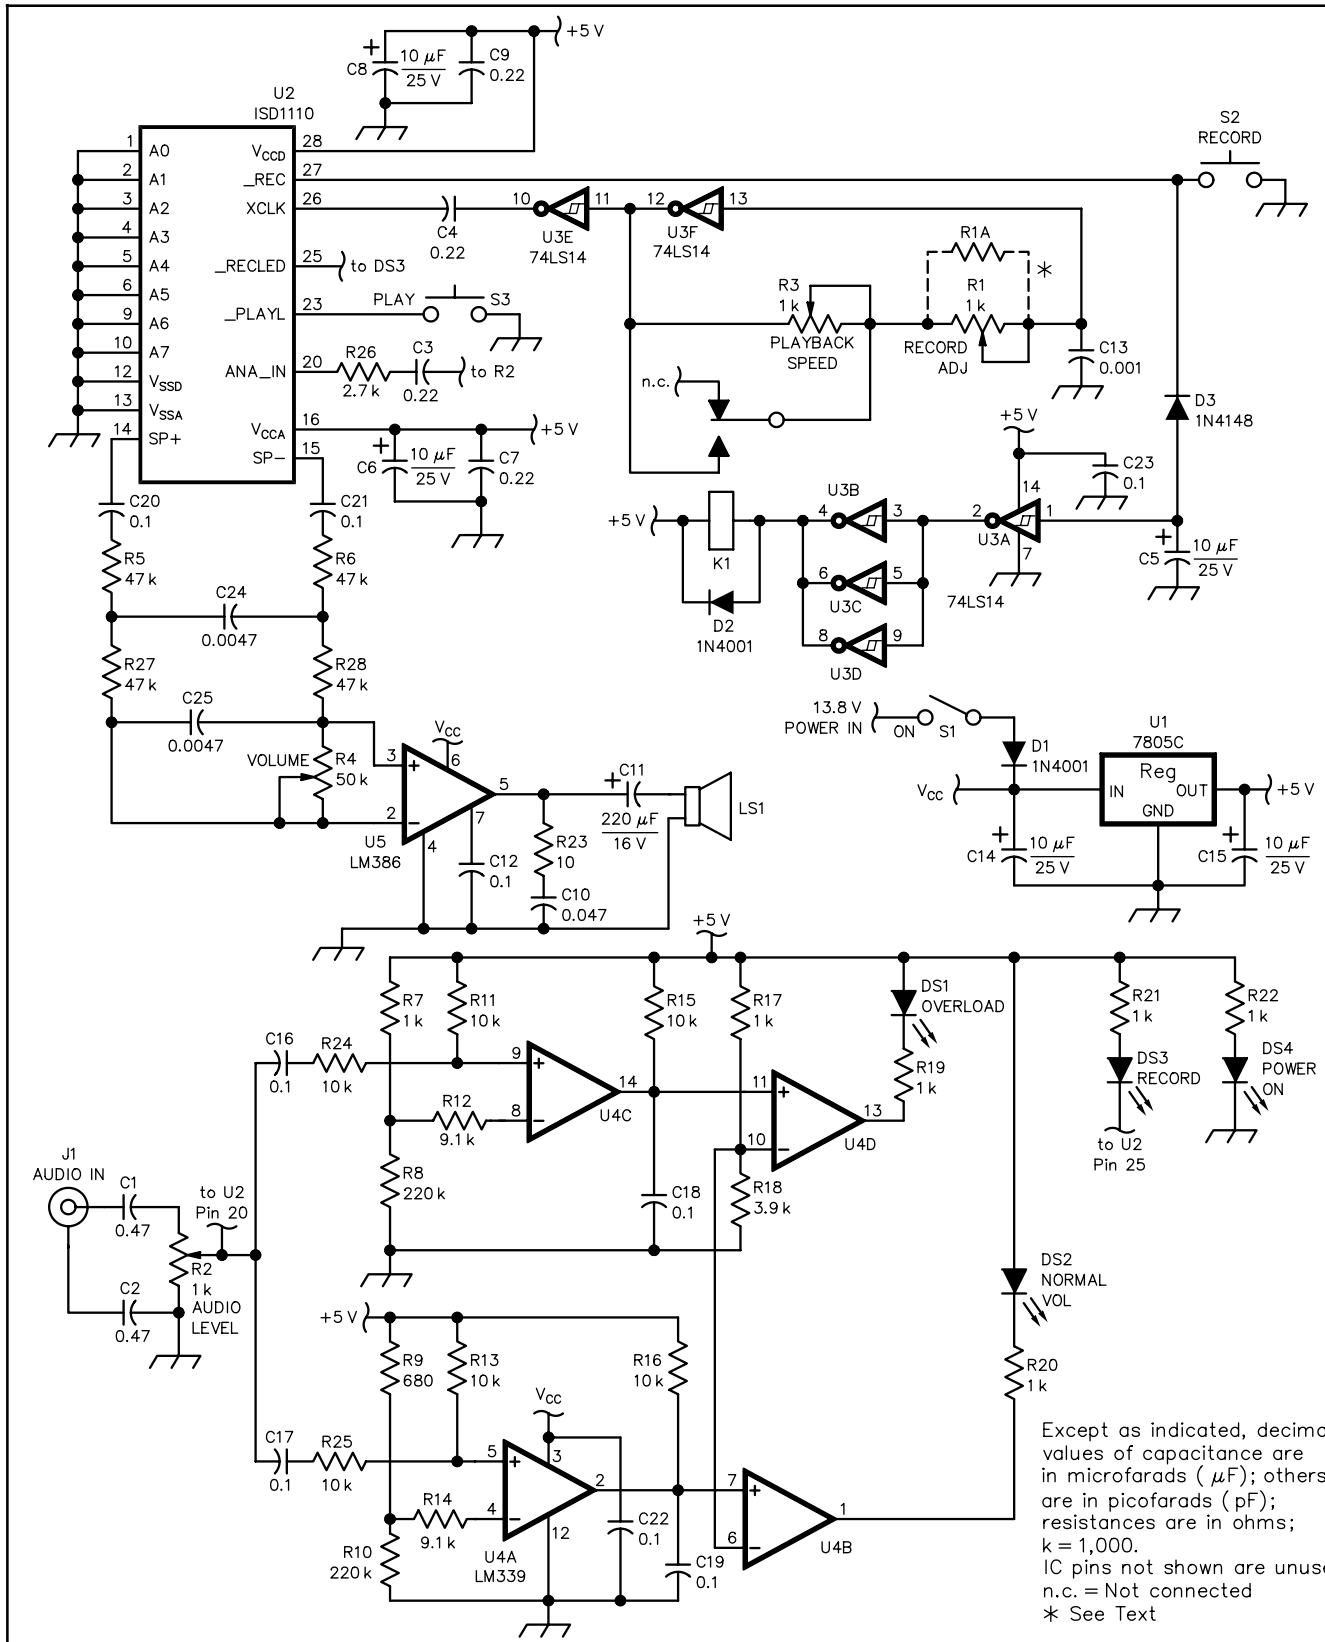 +5 V
C8
+
10 µF
25 V
C9
0.22
U2
ISD1110
1 A0
2 A1
3 A2
4 A3
5 A4
6 A5
9 A6
10 A7
12 VSSD
13 VSSA
14 SP+
VCCD 28
_REC 27
XCLK 26
_RECLED 25
_PLAYL 23
ANA_IN 20
VCCA 16
SP− 15
to DS3
PLAY
S3
R26
2.7 k
C3
0.22
to R2
C4
0.22
10
U3E
74LS14
11
12
U3F
74LS14
13
S2
RECORD
R1A
*
R1
1 k
RECORD
ADJ
R3
1 k
PLAYBACK
SPEED
n.c.
C13
0.001
D3
1N4148
+5 V
C6
+
10 µF
25 V
C7
0.22
+5 V
C23
0.1
14
2
1
U3A
7
74LS14
+
C5
10 µF
25 V
U3B
4
3
6
5
U3C
8
9
U3D
+5 V
K1
D2
1N4001
C20
0.1
C21
0.1
R5
47 k
R6
47 k
C24
0.0047
R27
47 k
R28
47 k
C25
0.0047
VOLUME
R4
50 k
VCC
3
+
6
5
2
−
7
4
U5
LM386
C11
+
220 µF
16 V
LS1
R23
10
C12
0.1
C10
0.047
13.8 V
POWER IN
ON
S1
D1
1N4001
VCC
U1
7805C
Reg
IN
OUT
GND
+5 V
+
C14
10 µF
25 V
+
C15
10 µF
25 V
+5 V
R7
1 k
R11
10 k
R15
10 k
R17
1 k
DS1
OVERLOAD
R19
1 k
R21
1 k
DS3
RECORD
to U2
Pin 25
R22
1 k
DS4
POWER
ON
C16
0.1
R24
10 k
9
+
14
8
−
U4C
R12
9.1 k
R8
220 k
C18
0.1
R18
3.9 k
11
+
13
10
−
U4D
J1
AUDIO IN
C1
0.47
to U2
Pin 20
R2
1 k
AUDIO
LEVEL
C2
0.47
DS2
NORMAL
VOL
R20
1 k
+5 V
R9
680
R13
10 k
R16
10 k
VCC
C17
0.1
R25
10 k
5
+
3
2
4
−
12
R14
9.1 k
U4A
LM339
R10
220 k
C22
0.1
C19
0.1
7
+
1
6
−
U4B
Except as indicated, decima
values of capacitance are
in microfarads ( µF); others
are in picofarads ( pF);
resistances are in ohms;
k = 1,000.
IC pins not shown are unuse
n.c. = Not connected
* See Text